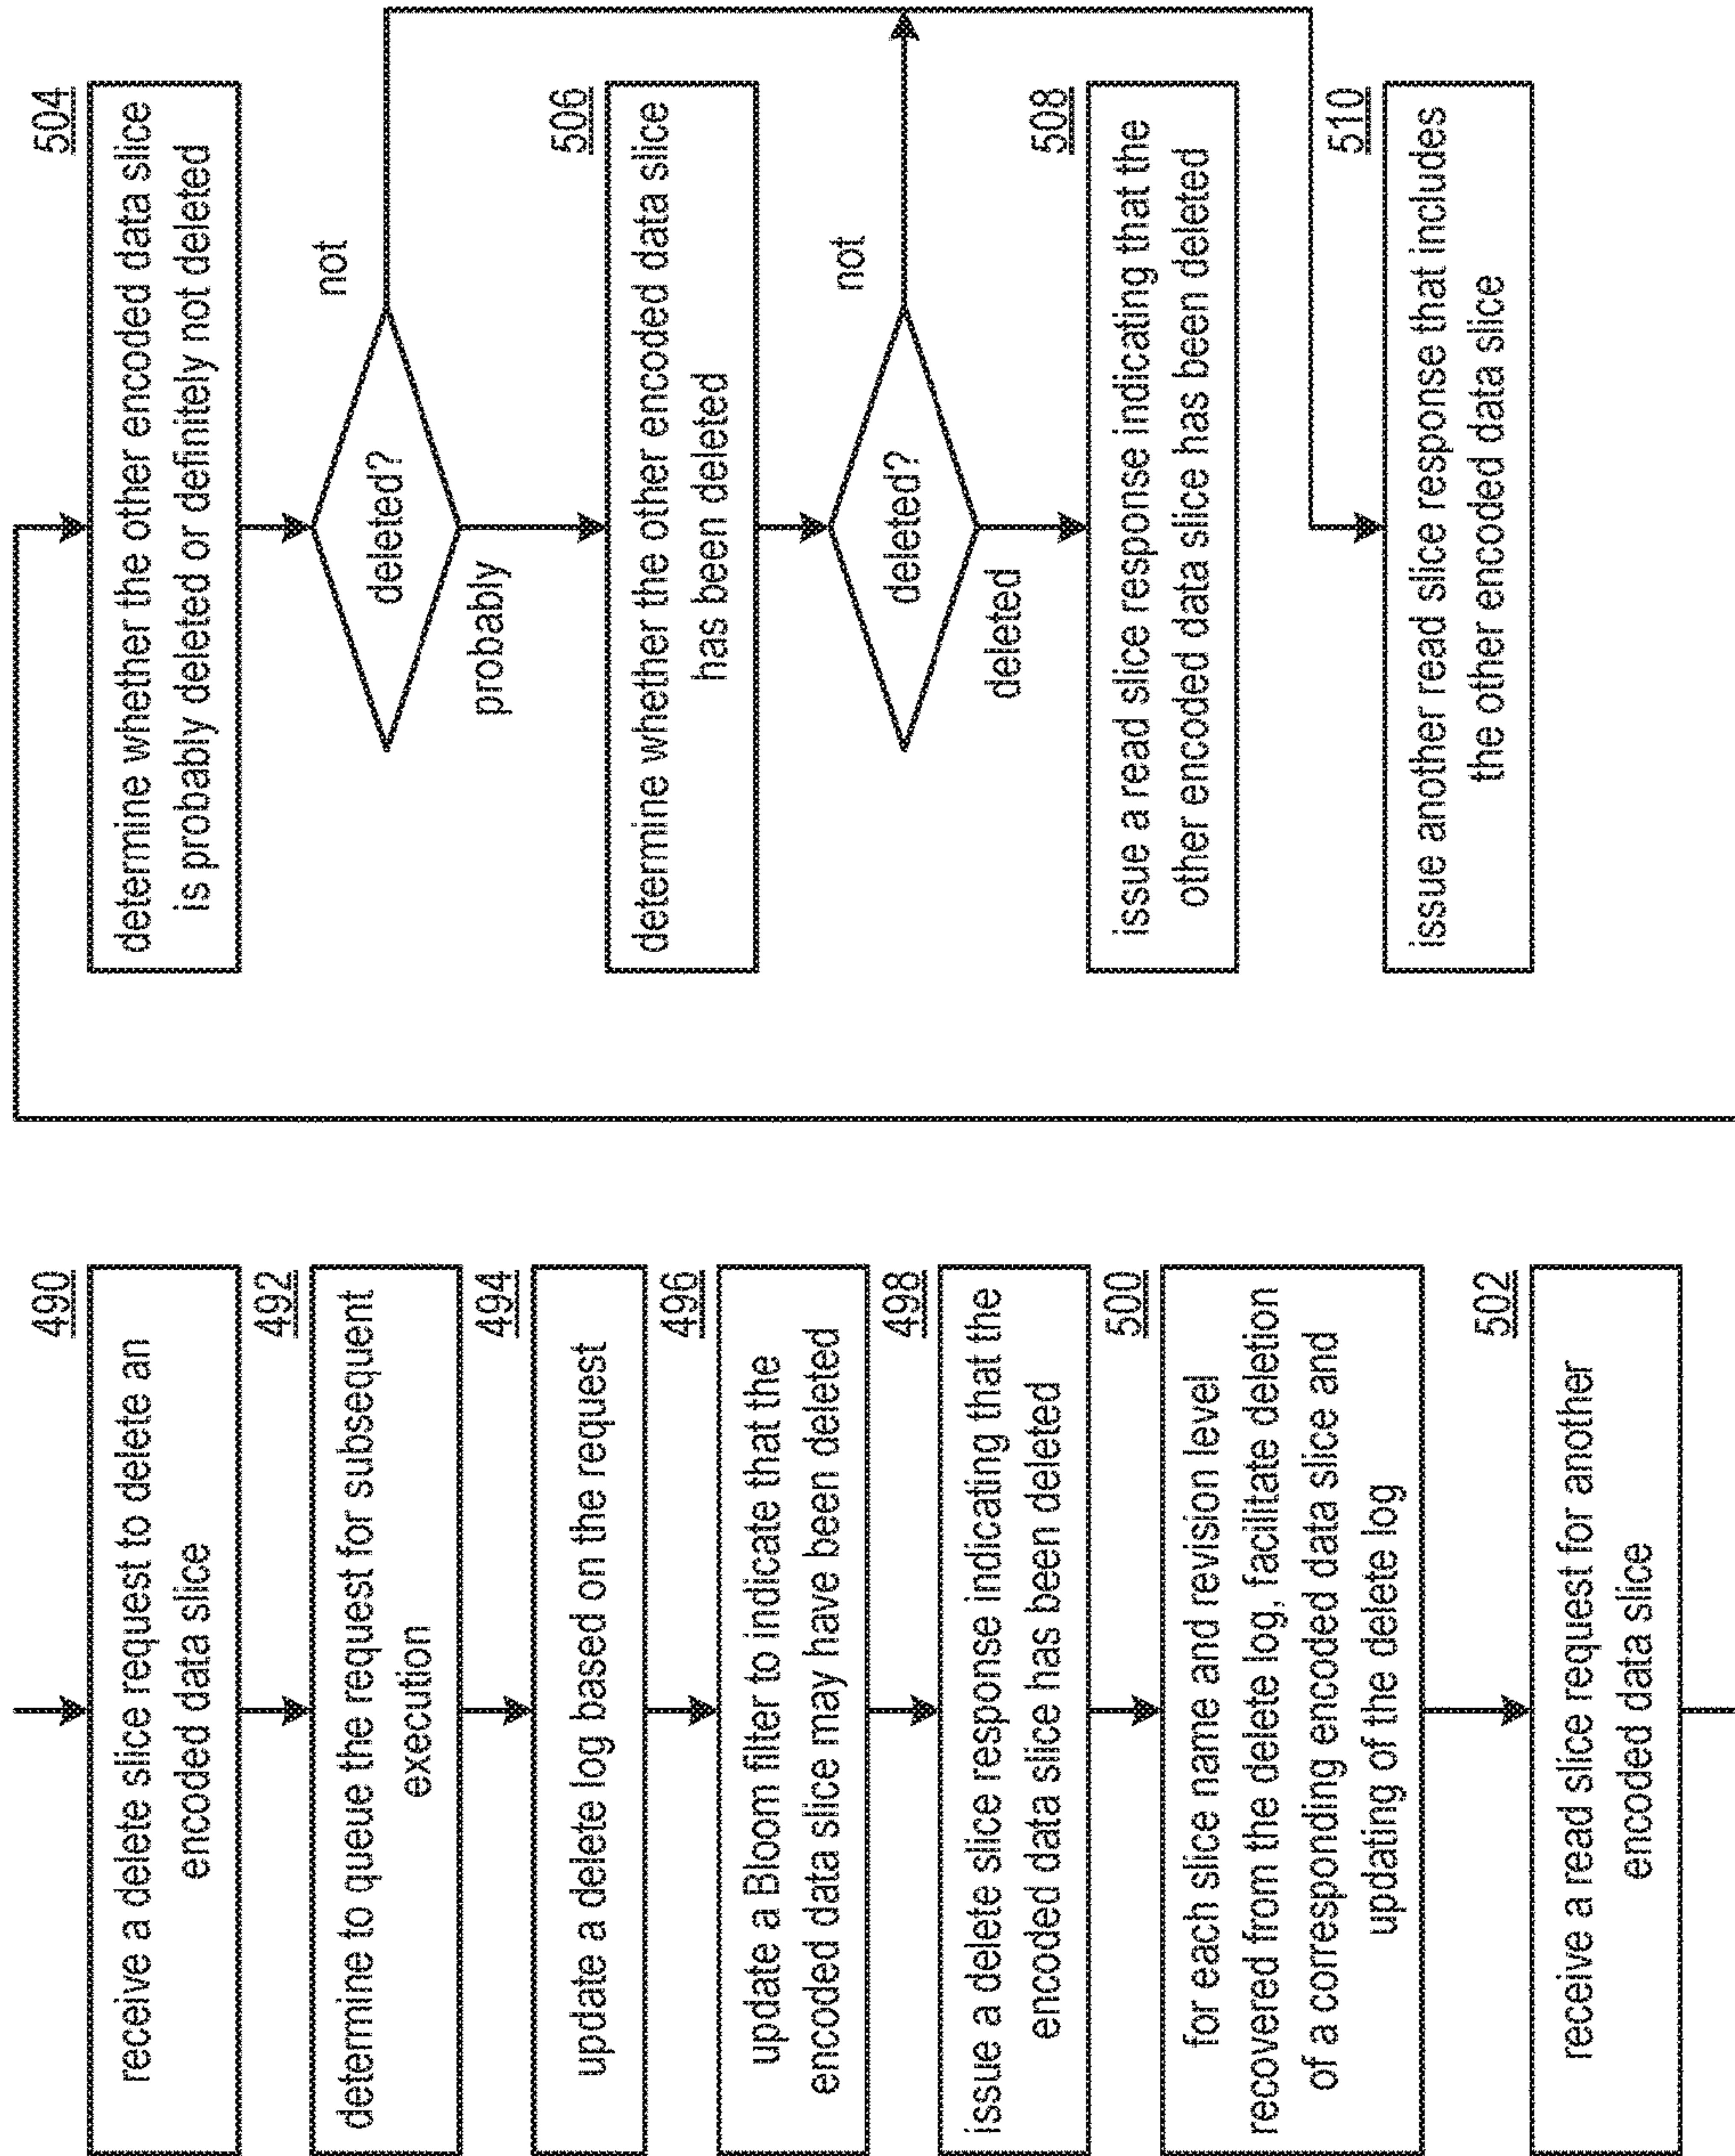 490
receive a delete slice request to delete an
encoded data slice
492
determine to queue the request for subsequent
execution
494
update a delete log based on the request
496
update a Bloom filter to indicate that the
encoded data slice may have been deleted
498
issue a delete slice response indicating that the
encoded data slice has been deleted
500
for each slice name and revision level
recovered from the delete log, facilitate deletion
of a corresponding encoded data slice and
updating of the delete log
502
receive a read slice request for another
encoded data slice
504
determine whether the other encoded data slice
is probably deleted or definitely not deleted
deleted?
not
probably
506
determine whether the other encoded data slice
has been deleted
deleted?
not
deleted
508
issue a read slice response indicating that the
other encoded data slice has been deleted
510
issue another read slice response that includes
the other encoded data slice